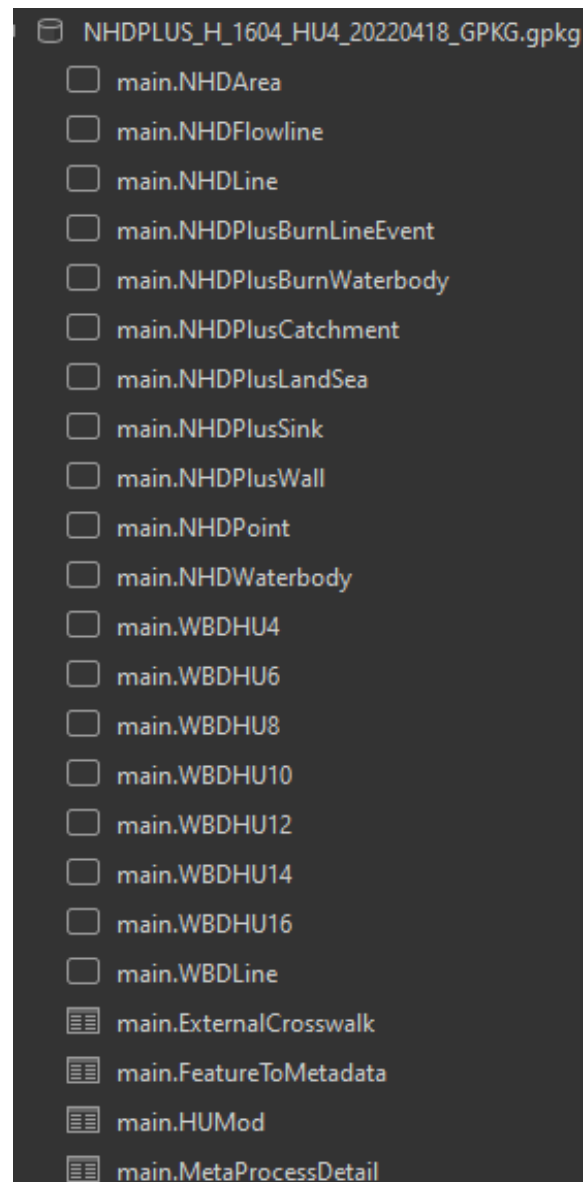 NHDPLUS_H_1604_HU4_20220418_GPKG.gpkg
main.NHDArea
main.NHDFlowline
main.NHDLine
main.NHDPlusBurnLineEvent
main.NHDPlusBurnWaterbody
main.NHDPlusCatchment
main.NHDPlusLandSea
main.NHDPlusSink
main.NHDPlusWall
main.NHDPoint
main.NHDWaterbody
main.WBDHU4
main.WBDHU6
main.WBDHU8
main.WBDHU10
main.WBDHU12
main.WBDHU14
main.WBDHU16
main.WBDLine
main.ExternalCrosswalk
main.FeatureToMetadata
main.HUMod
main.MetaProcessDetail